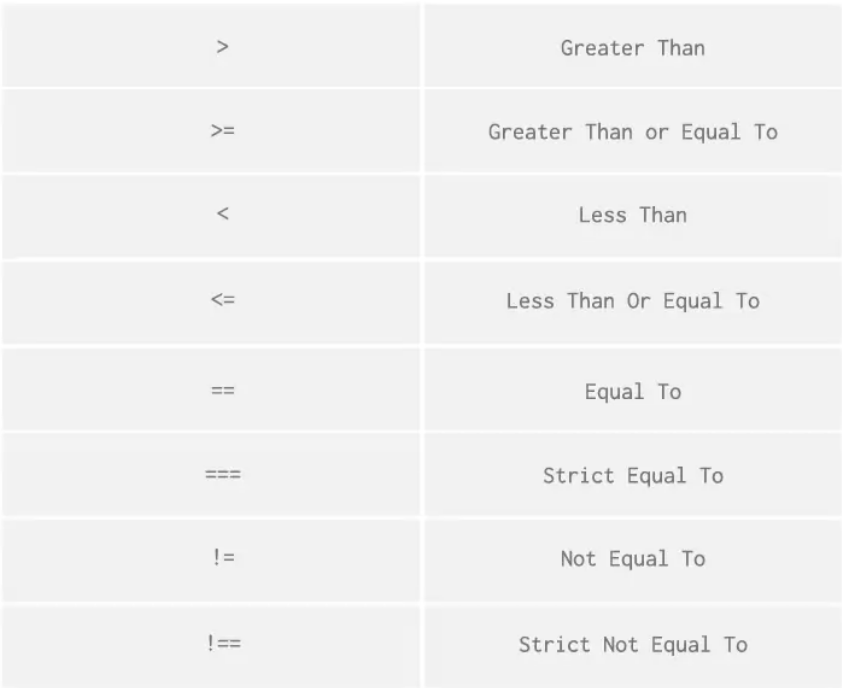 > Greater Than
>= Greater Than or Equal To
< Less Than
<= Less Than Or Equal To
== Equal To
=== Strict Equal To
!= Not Equal To
!== Strict Not Equal To